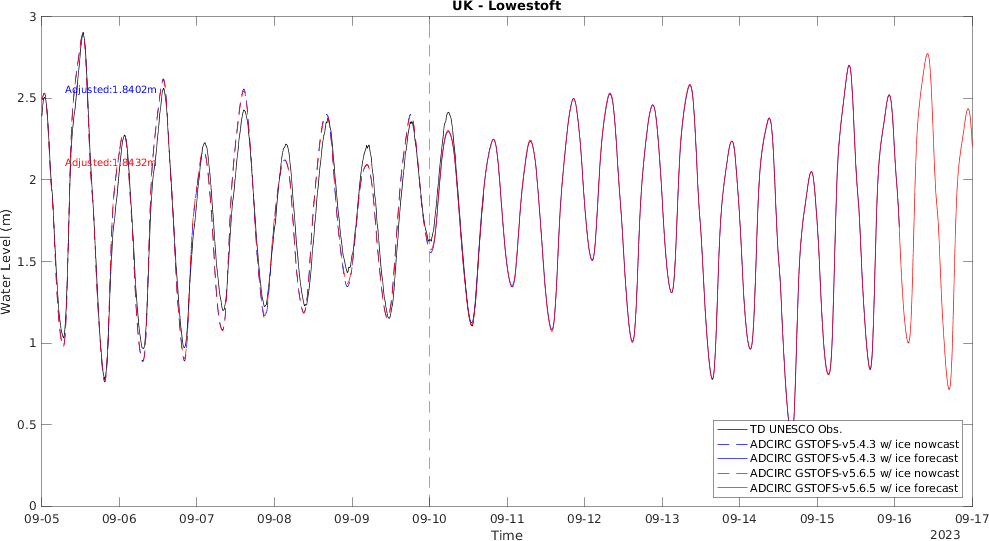 UK - Lowestoft
3
2.5
2
1.5
1
0.5
0
Water Level (m)
Adjusted:1.8402m
Adjusted:1.8432m
TD UNESCO Obs.
ADCIRC GSTOFS-v5.4.3 w/ ice nowcast
ADCIRC GSTOFS-v5.4.3 w/ ice forecast
ADCIRC GSTOFS-v5.6.5 w/ ice nowcast
ADCIRC GSTOFS-v5.6.5 w/ ice forecast
09-05 09-06 09-07 09-08 09-09 09-10 09-11 09-12 09-13 09-14 09-15 09-16 09-17
Time
2023